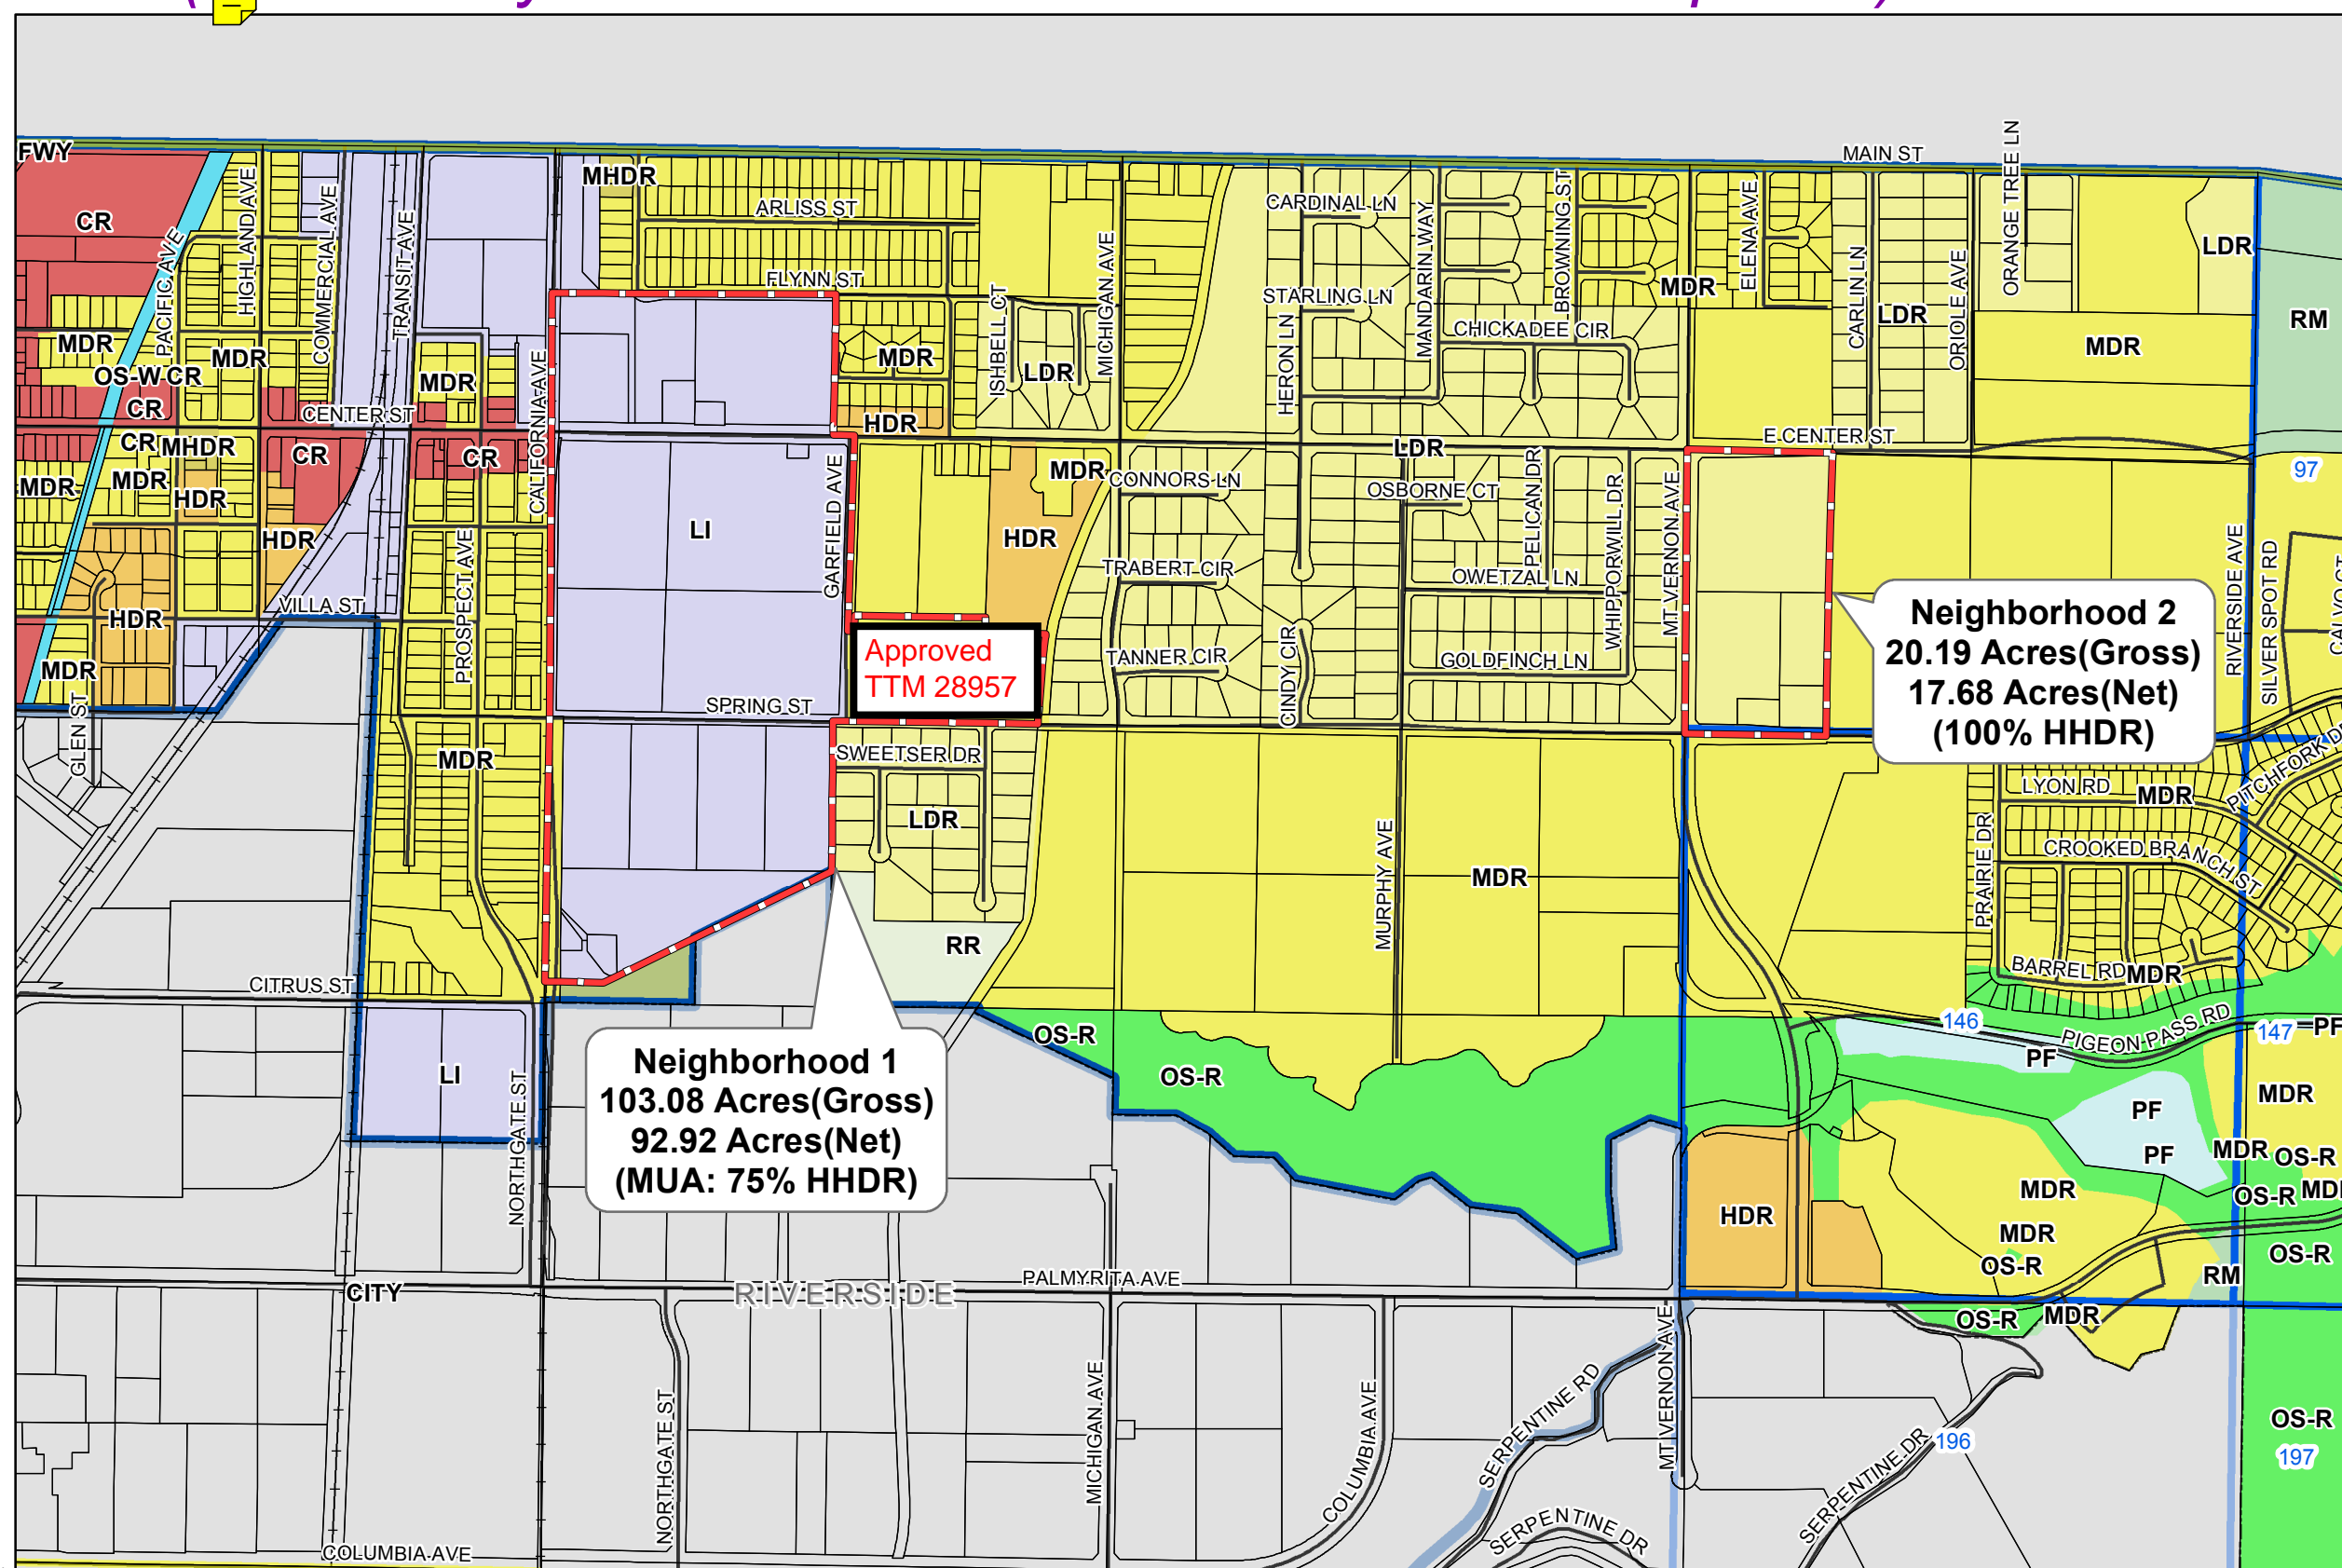 MAIN ST
FWY
MHDR
ORANGE TREE LN
CR
HIGHLAND AVE
COMMERCIAL AVE
TRANSIT AVE
ARLISS ST
CARDINAL LN
BROWNING ST
ELENA AVE
LDR
PACIFIC AVE
FLYNN ST
MICHIGAN AVE
STARLING LN
MANDARIN WAY
MDR
CARLIN LN
LDR
ORIOLE AVE
RM
MDR
MDR
MDR
ISHBELL CT
LDR
HERON LN
CHICKADEE CIR
MDR
OS-W CR
MDR
CALIFORNIA AVE
CR
CENTER ST
HDR
E CENTER ST
CR
MHDR
CR
CR
LDR
97
MDR
MDR
HDR
GARFIELD AVE
MDR
CONNORS LN
OSBORNE CT
PELICAN DR
WHIPPORWILL DR
MT VERNON AVE
HDR
LI
HDR
TRABERT CIR
OWETZAL LN
RIVERSIDE AVE
SILVER SPOT RD
CALVO CT
PROSPECT AVE
VILLA ST
HDR
Neighborhood 2
20.19 Acres(Gross)
17.68 Acres(Net)
(100% HHDR)
MDR
Approved
TTM 28957
TANNER CIR
CINDY CIR
GOLDFINCH LN
GLEN ST
SPRING ST
MDR
SWEETSER DR
LYON RD
MDR
PITCHFORK
LDR
MURPHY AVE
MDR
PRAIRIE DR
CROOKED BRANCH ST
RR
CITRUS ST
BARREL RD
MDR
OS-R
146
PIGEON PASS RD
147
PF
PF
LI
NORTHGATE ST
Neighborhood 1
103.08 Acres(Gross)
92.92 Acres(Net)
(MUA: 75% HHDR)
OS-R
MDR
PF
PF
MDR
OS-R
HDR
MDR
OS-R
MDR
OS-R
OS-R
RM
CITY
RIVERSIDE
PALMYRITA AVE
OS-R
MDR
NORTHGATE ST
MICHIGAN AVE
COLUMBIA AVE
SERPENTINE RD
MT VERNON AVE
SERPENTINE DR
196
OS-R
197
COLUMBIA AVE
SERPENTINE DR